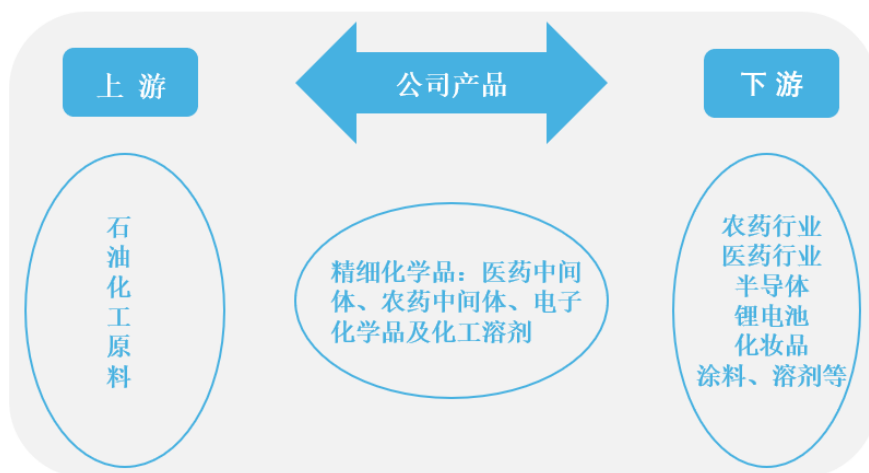 上 游
公司产品
下 游
石
油
化
工
原
料
精细化学品：医药中间
体、农药中间体、电子
化学品及化工溶剂
农药行业
医药行业
半导体
锂电池
化妆品
涂料、溶剂等